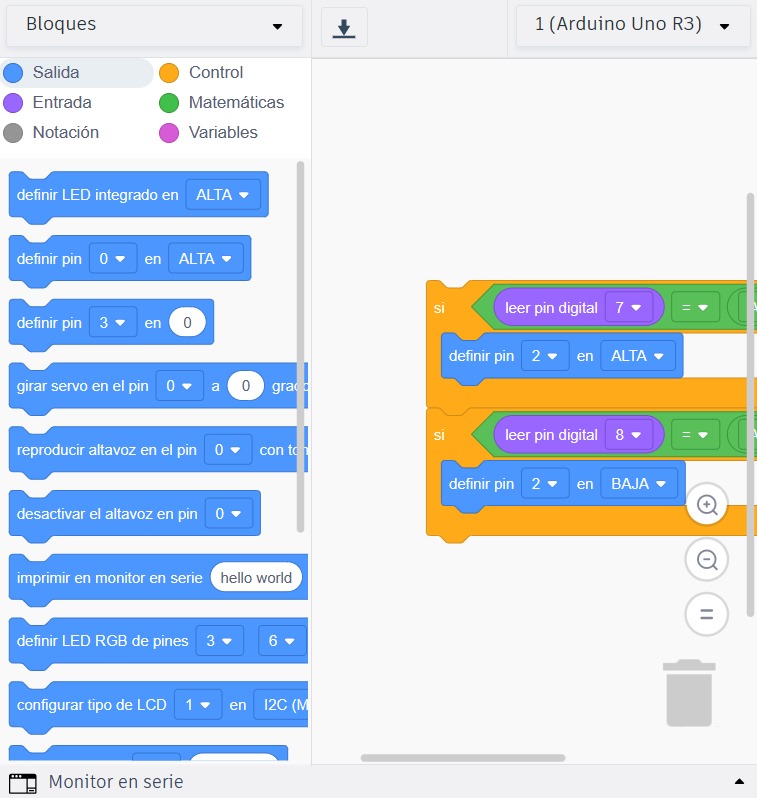 Bloques
1 (Arduino Uno R3)
Salida
Control
Entrada
Matemáticas
Notación
Variables
definir LED integrado en ALTA
definir pin 0 en ALTA
definir pin 3 en 0
girar servo en el pin 0 a 0
reproducir altavoz en el pin 0 con
desactivar el altavoz en pin 0
imprimir en monitor en serie hello world
definir LED RGB de pines 3 6
configurar tipo de LCD 1 en I2C
si leer pin digital 7 =
definir pin 2 en ALTA
si leer pin digital 8 =
definir pin 2 en BAJA
Monitor en serie